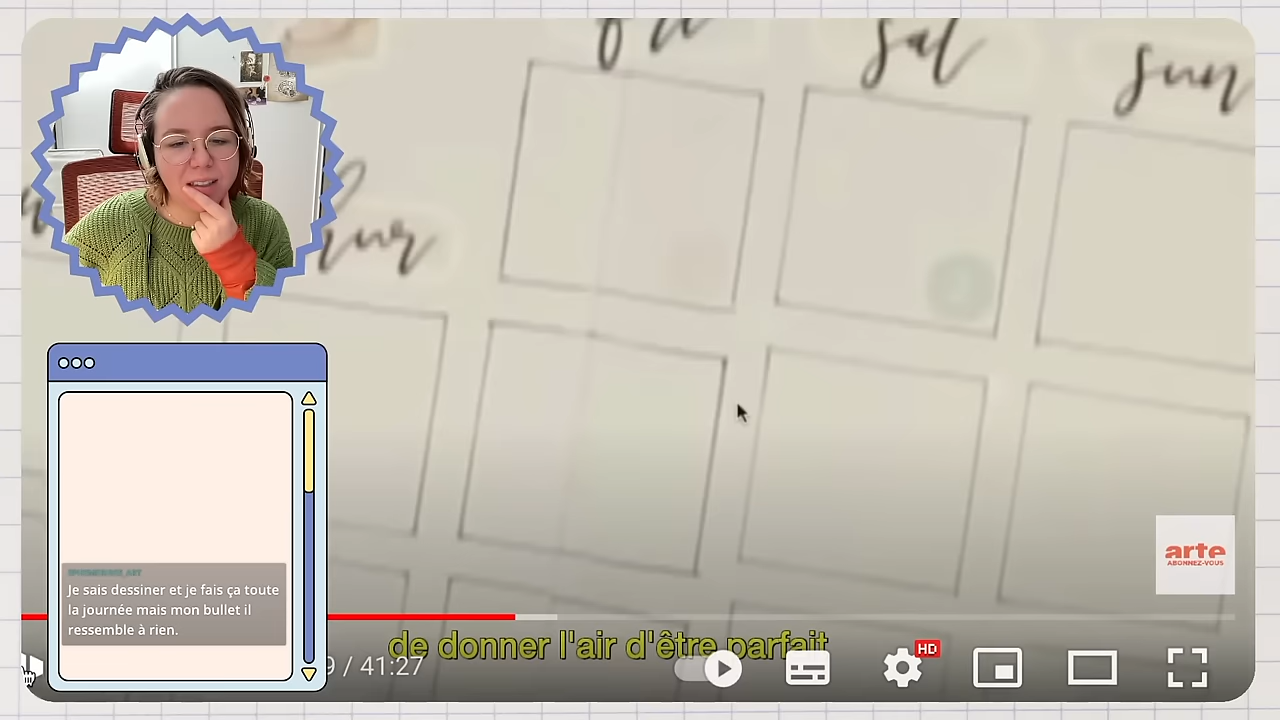 sat
sun
Je sais dessiner et je fais ça toute
la journée mais mon bullet il
ressemble à rien.
de donner l'air d'être parfait
9 / 41:27
HD
arte
ABONNEZ-VOUS